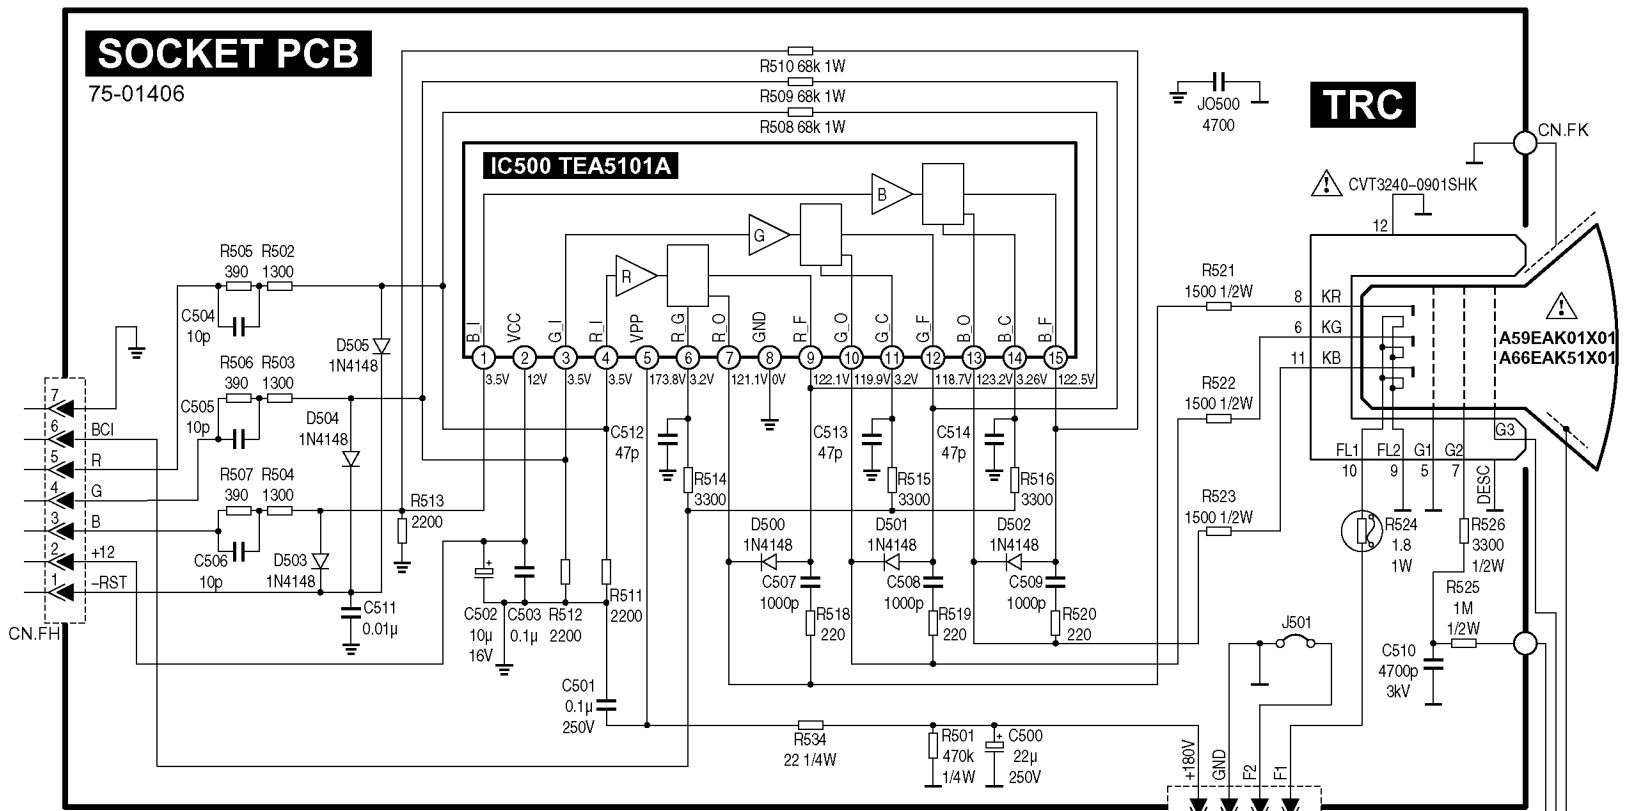 SOCKET PCB
75-01406
R510 68k 1W
R509 68k 1W
R508 68k 1W
JO500
4700
TRC
CN.FK
IC500 TEA5101A
CVT3240-0901SHK
12
B
G
R
R505 R502
390 1300
C504
10p
D505
1N4148
R506 R503
390 1300
C505
10p
D504
1N4148
R507 R504
390 1300
C506
10p
D503
1N4148
R513
2200
B_I
VCC
G_I
R_I
VPP
R_G
R_O
GND
R_F
G_O
G_C
G_F
B_O
B_C
B_F
1 2 3 4 5 6 7 8 9 10 11 12 13 14 15
3.5V 12V 3.5V 3.5V 173.8V 3.2V 121.1V 0V 122.1V 119.9V 3.2V 118.7V 123.2V 3.26V 122.5V
R521
1500 1/2W
8 KR
6 KG
11 KB
A59EAK01X01
A66EAK51X01
R522
1500 1/2W
R523
1500 1/2W
G3
FL1 FL2 G1 G2
10 9 5 7
DESC
7
6 BCI
5 R
4 G
3 B
2 +12
1 -RST
CN.FH
C512
47p
C513
47p
C514
47p
R514
3300
R515
3300
R516
3300
D500
1N4148
D501
1N4148
D502
1N4148
C507
1000p
C508
1000p
C509
1000p
R518
220
R519
220
R520
220
C511
0.01µ
C502
10µ
16V
C503
0.1µ
R512
2200
R511
2200
C501
0.1µ
250V
R524
1.8
1W
R526
3300
1/2W
R525
1M
1/2W
C510
4700p
3kV
J501
R534
22 1/4W
R501
470k
1/4W
C500
22µ
250V
+180V
GND
F2
F1